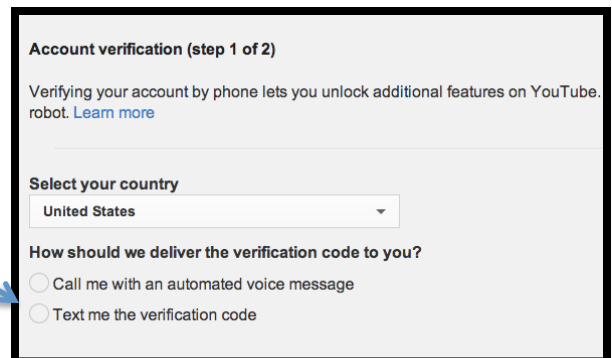 Account verification (step 1 of 2)
Verifying your account by phone lets you unlock additional features on YouTube.
robot. Learn more
Select your country
United States
How should we deliver the verification code to you?
Call me with an automated voice message
Text me the verification code